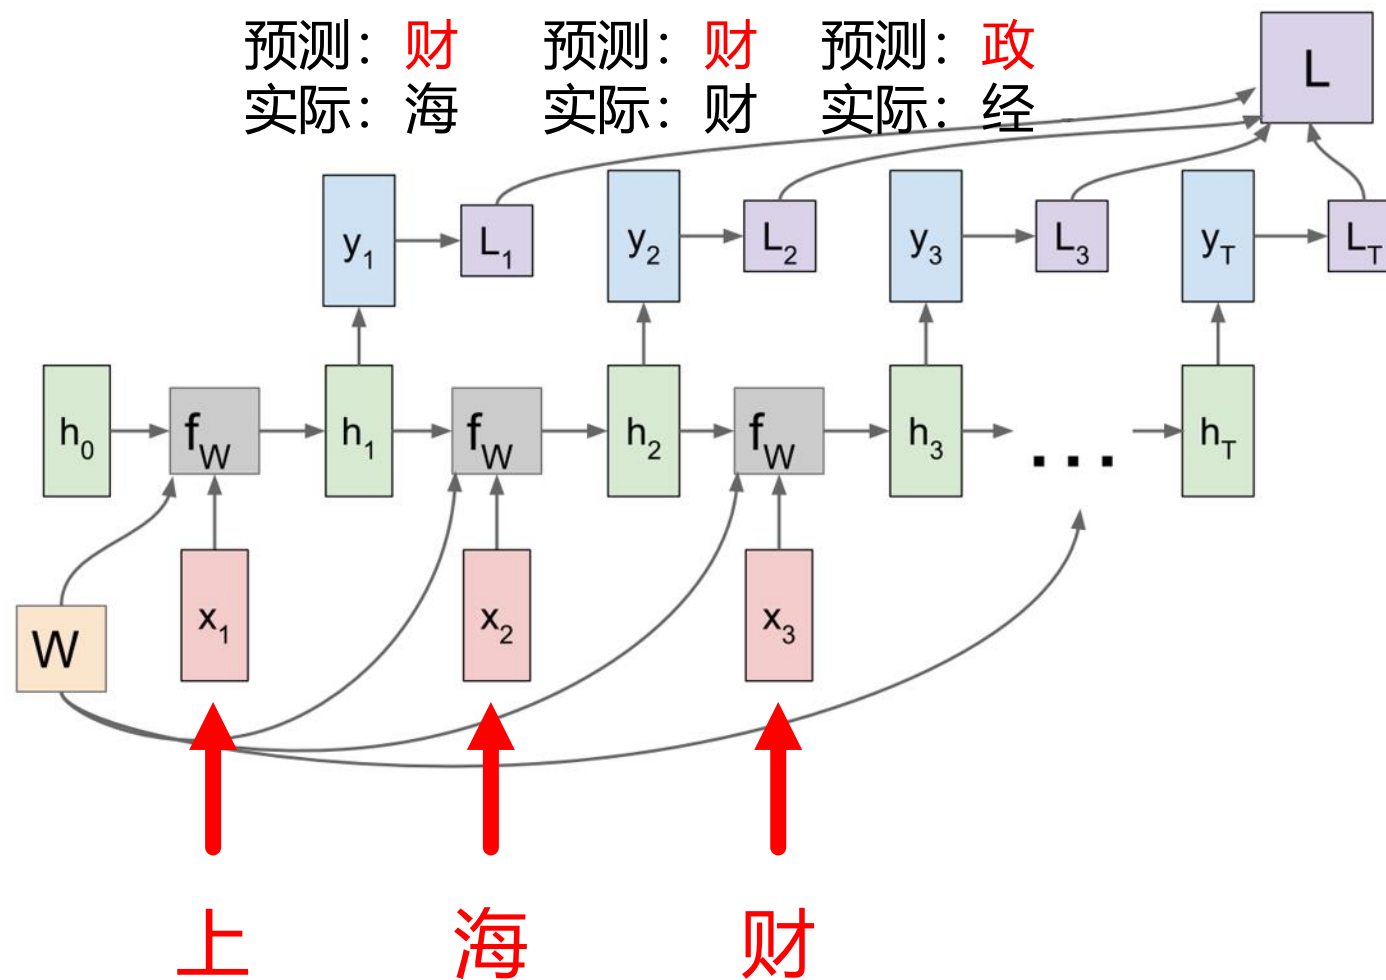 预测：财 预测：财 预测：政
实际：海 实际：财 实际：经
L
y1 L1 y2 L2 y3 L3 yT LT
h0 fW h1 fW h2 fW h3 ... hT
W x1 x2 x3
上 海 财